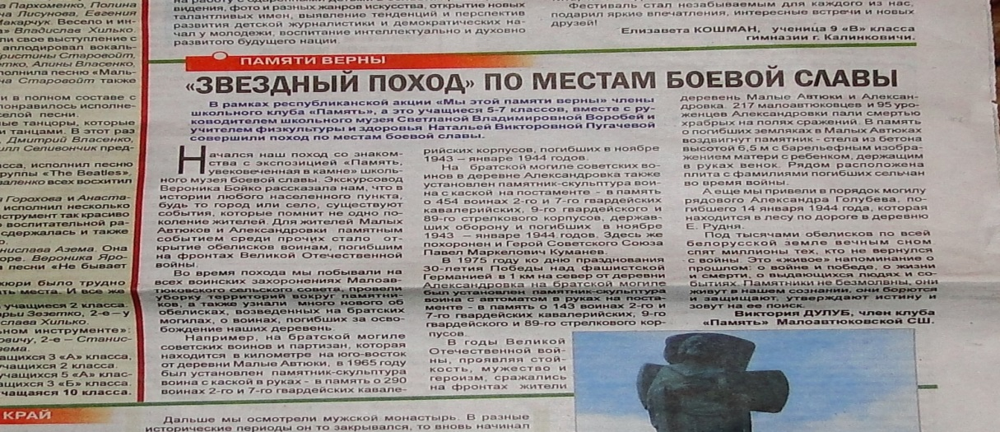 Пархоменко, Полина
на Лисунова, Евгения
Макарчук. Весело и ин-
Владислав Хилько.
ли свое выступление с
аплодировал вокаль-
ристины Старовойт,
тко, Алины Власенко,
полнила песню «Маль-
на Старовойт также
и в полном составе с
понравилось исполне-
селой песни.
ые танцоры, которые
и танцами. В этот раз
Дмитрий Власенко,
лл Селивончик пред-
сса, исполнил песню
группы «The Beatles».
валенко всех восхитил
Горохова и Анаста-
исполнил несколько
струмент так красиво
воспитательной ра-
сдержалась и также
нислава Азема. Она
оре. Вероника Яро-
песни «Не бывает
жюри было трудно
ать места. И все же
учащиеся 2 класса.
рьи Зезетко, 2-е – у
слава Хилько.
ном инструменте»:
овичу, 2-е - Станис-
ема.
ащихся 3 «А» класса,
учащихся 2 класса.
ащихся 5 «А» клас-
ащихся 3 «Б» класса.
чащаяся 10 класса.
КРАЙ
видения, фото и разных жанров искусства, открытие новых
талантливых имен, выявление тенденций и перспектив
развития детской журналистики и демократических на-
чал у молодежи, воспитание интеллектуально и духовно
развитого будущего нации.
Фестиваль стал незабываемым для каждого из нас,
подарил яркие впечатления, интересные встречи и новых
друзей!
Елизавета КОШМАН, ученица 9 «В» класса
гимназии г. Калинковичи.
ПАМЯТИ ВЕРНЫ
«ЗВЕЗДНЫЙ ПОХОД» ПО МЕСТАМ БОЕВОЙ СЛАВЫ
В рамках республиканской акции «Мы этой памяти верны» члены
школьного клуба «Память», а это учащиеся 5-7 классов, вместе с ру-
ководителем школьного музея Светланой Владимировной Воробей и
учителем физкультуры и здоровья Натальей Викторовной Пугачевой
совершили поход по местам боевой славы.
Начался наш поход со знаком-
ства с экспозицией «Память,
увековеченная в камне» школь-
ного музея боевой славы. Экскурсовод
Вероника Бойко рассказала нам, что в
истории любого населенного пункта,
будь то город или село, существуют
события, которые помнит не одно по-
коление жителей. Для жителей Малых
Автюков и Александровки памятным
событием среди прочих стало от-
крытие обелисков воинам, погибшим
на фронтах Великой Отечественной
войны.
Во время похода мы побывали на
всех воинских захоронениях Малоав-
тюковского сельского совета, провели
уборку территорий вокруг памятни-
ков, а также узнали много нового об
обелисках, возведенных на братских
могилах, о воинах, погибших за осво-
бождение наших деревень.
Например, на братской могиле
советских воинов и партизан, которая
находится в километре на юго-восток
от деревни Малые Автюки, в 1965 году
был установлен памятник-скульптура
воина с каской в руках - в память о 290
воинах 2-го и 7-го гвардейских кавале-
рийских корпусов, погибших в ноябре
1943 – январе 1944 годов.
На братской могиле советских во-
инов в деревне Александровка также
установлен памятник-скульптура вои-
на с каской на постаменте - в память
о 454 воинах 2-го и 7-го гвардейских
кавалерийских, 9-го гвардейского и
89-го стрелкового корпусов, державших
ших оборону и погибших в ноябре
1943 – январе 1944 годов. Здесь же
похоронен и Герой Советского Союза
Павел Маркелович Куманев.
В 1975 году ко дню празднования
30-летия Победы над фашистской
Германией в 1 км на север от деревни
Александровка на братской могиле
был установлен памятник-скульптура
воина с автоматом в руках на поста-
менте - в память о 143 воинах 2-го и
7-го гвардейских кавалерийских, 9-го
гвардейского и 89-го стрелкового кор-
пусов.
В годы Великой
Отечественной вой-
ны, проявляя стой-
кость, мужество и
героизм, сражались
на фронтах жители
деревень Малые Автюки и Алексан-
дровка. 217 малоавтюковцев и 95 уро-
женцев Александровки пали смертью
храбрых на полях сражений. В память
о погибших земляках в Малых Автюках
воздвигнут памятник - стела из бетона
высотой 6,5 м с барельефным изобра-
жением матери с ребенком, держащим
в руках венок. Рядом расположена
плита с фамилиями погибших сельчан
во время войны.
А еще мы привели в порядок могилу
рядового Александра Голубева, по-
гибшего 14 января 1944 года, которая
находится в лесу по дороге в деревню
Е. Рудня.
Под тысячами обелисков по всей
белорусской земле вечным сном
спят миллионы тех, кто не вернулся
с войны. Это «живое» напоминание о
прошлом: о войне и победе, о жизни
и смерти, о выдающихся людях и со-
бытиях. Памятники не безмолвны, они
живут в нашем сознании, они борются
и защищают, утверждают истину и
зовут на ее поиск.
Виктория ДУЛУБ, член клуба
«Память» Малоавтюковской СШ.
Дальше мы осмотрели мужской монастырь. В разные
исторические периоды он то закрывался, то вновь начинал